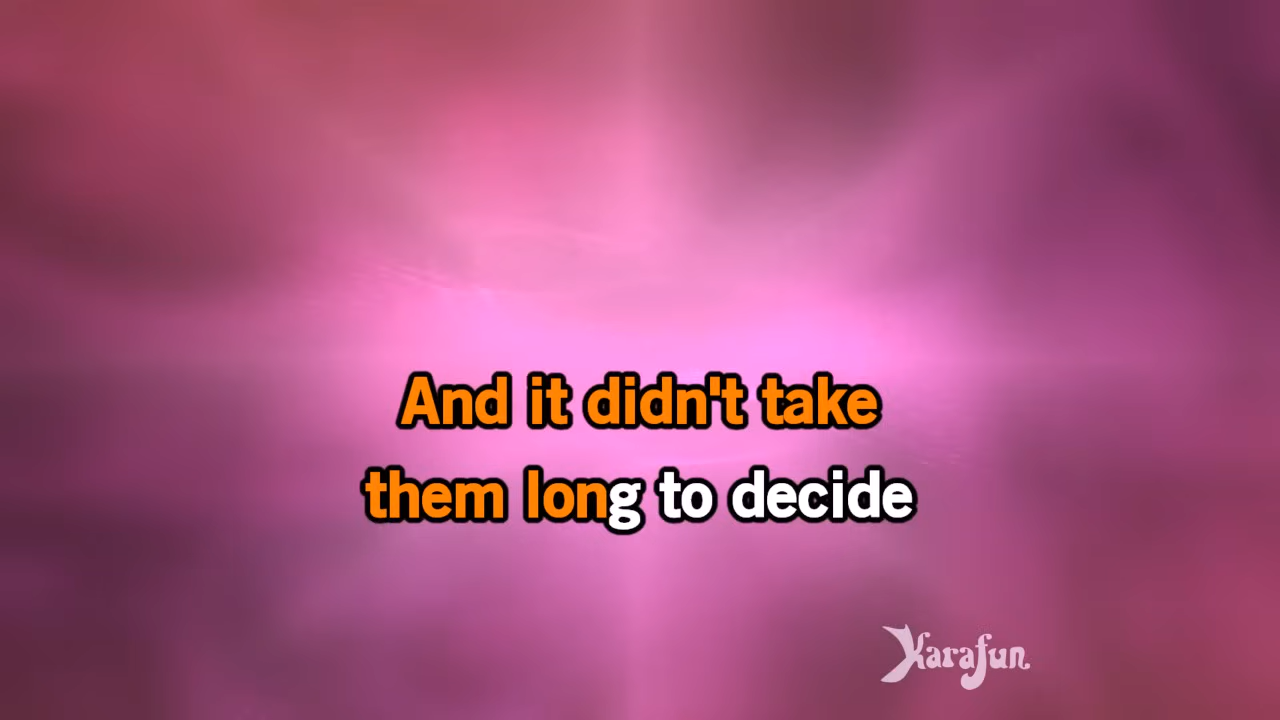 And it didn't take
them long to decide
Karafun